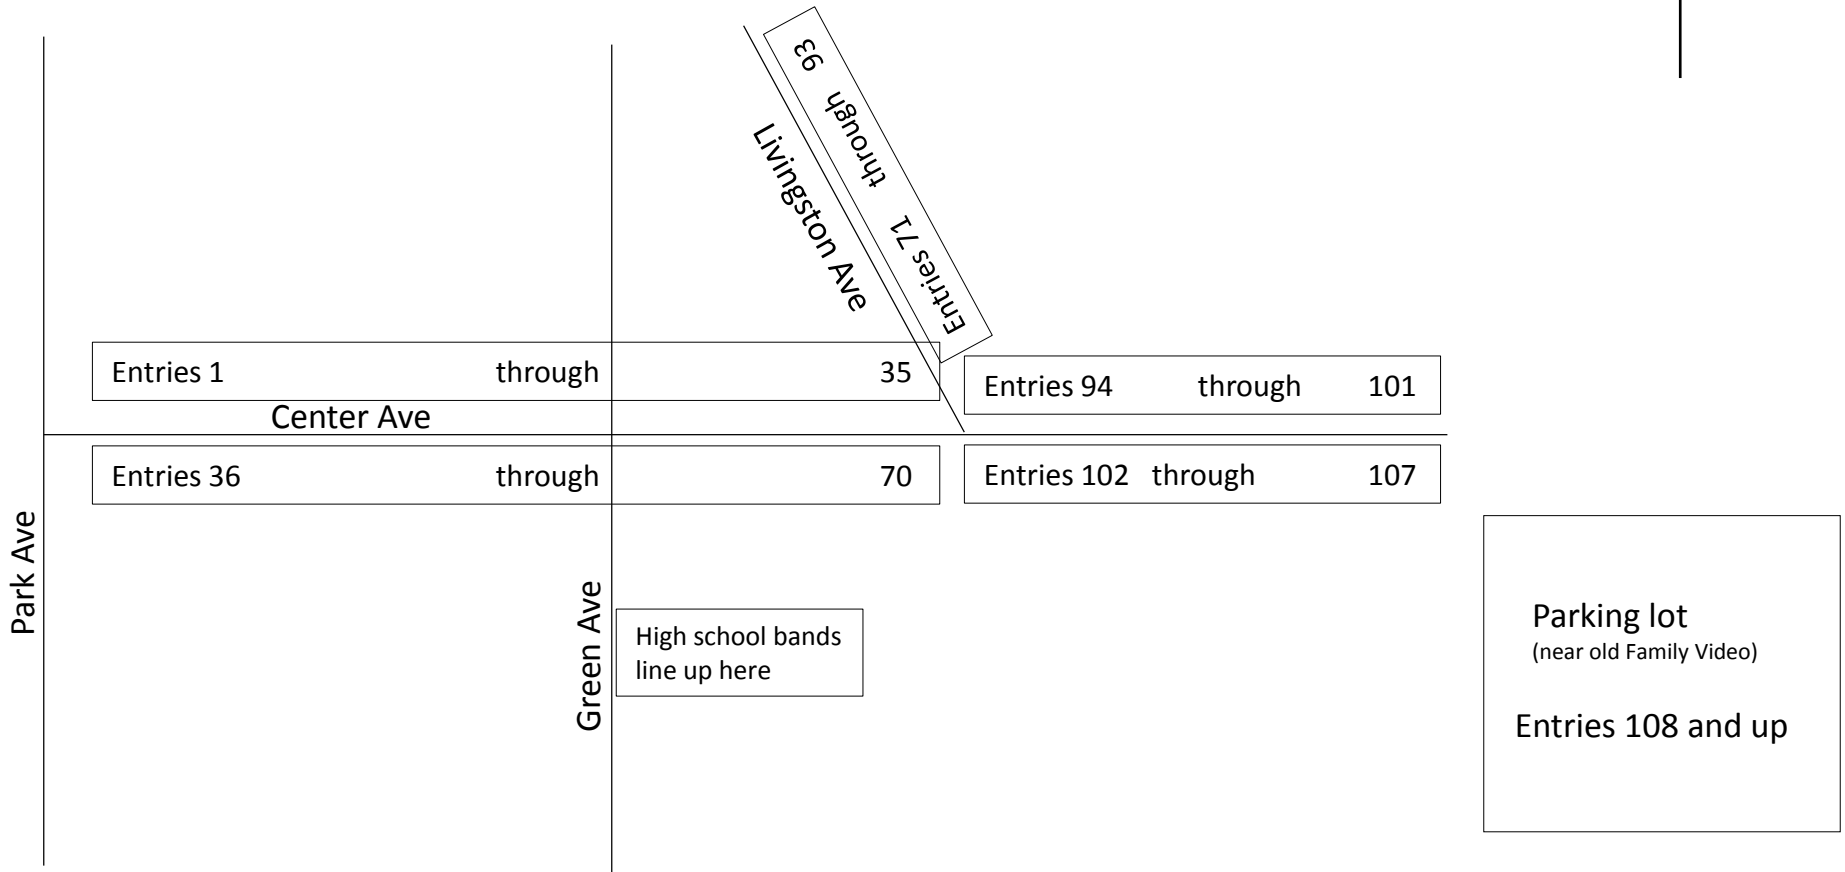 Entries 71 through 93
Livingston Ave
Entries 1 through 35
Entries 94 through 101
Center Ave
Entries 36 through 70
Entries 102 through 107
Park Ave
Green Ave
High school bands
line up here
Parking lot
(near old Family Video)
Entries 108 and up